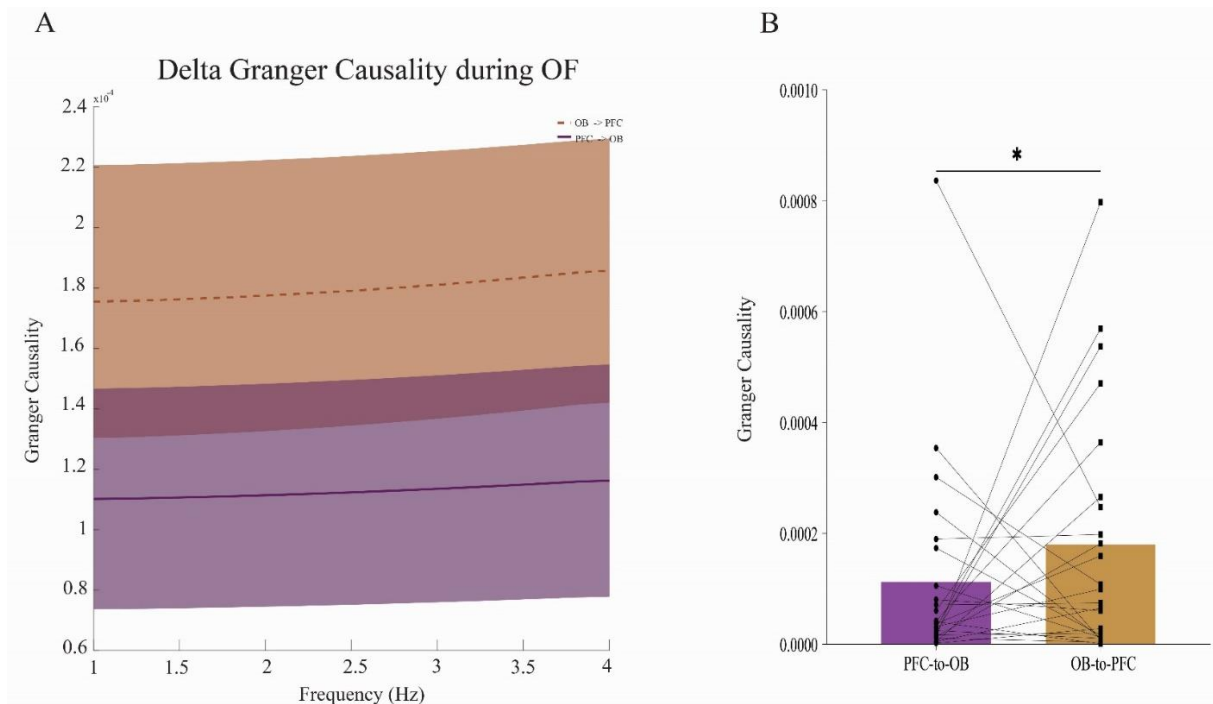 A
Delta Granger Causality during OF
x10⁻⁴
2.4
2.2
2
1.8
1.6
1.4
1.2
1
0.8
0.6
Granger Causality
OB -> PFC
PFC -> OB
1
1.5
2
2.5
3
3.5
4
Frequency (Hz)
B
0.0010
0.0008
0.0006
0.0004
0.0002
0.0000
Granger Causality
*
PFC-to-OB
OB-to-PFC